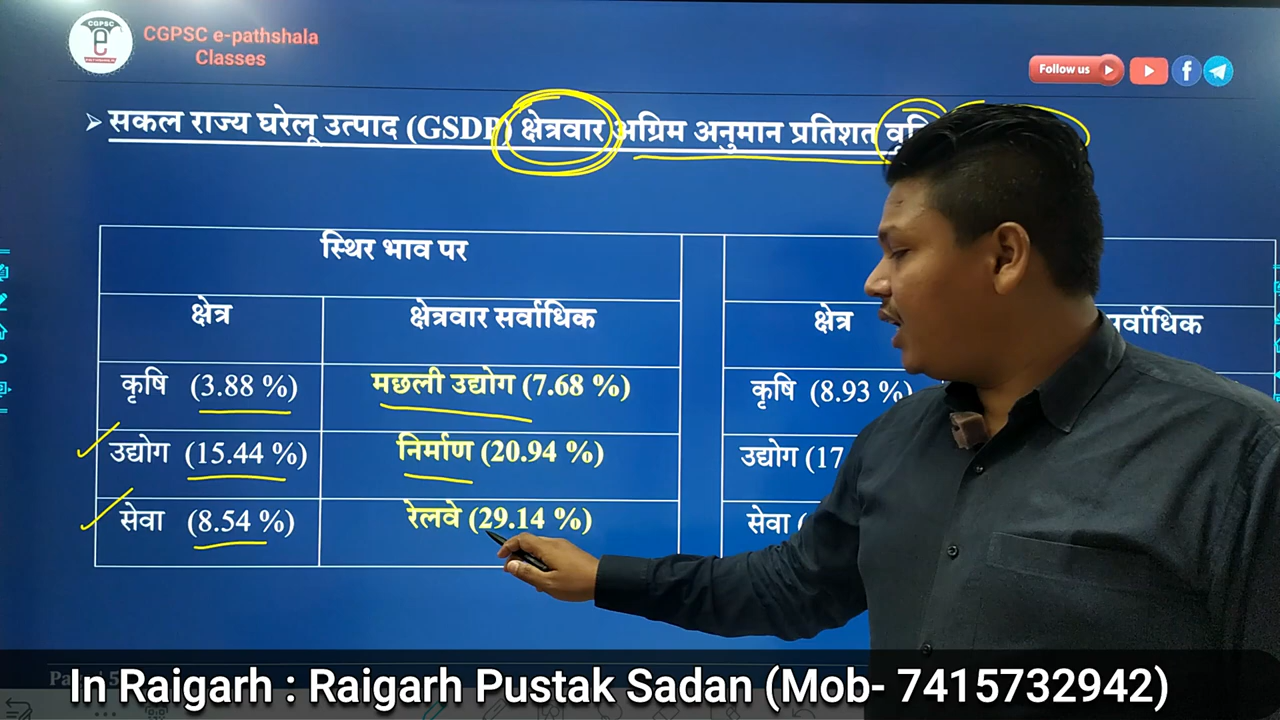 CGPSC
e
CGPSC e-pathshala
Classes
Follow us
➢ सकल राज्य घरेलू उत्पाद (GSDP) क्षेत्रवार अग्रिम अनुमान प्रतिशत
स्थिर भाव पर
क्षेत्र क्षेत्रवार सर्वाधिक
कृषि (3.88 %) मछली उद्योग (7.68 %)
उद्योग (15.44 %) निर्माण (20.94 %)
सेवा (8.54 %) रेलवे (29.14 %)
क्षेत्र
कृषि (8.93 %)
उद्योग (17
सेवा (
In Raigarh : Raigarh Pustak Sadan (Mob- 7415732942)